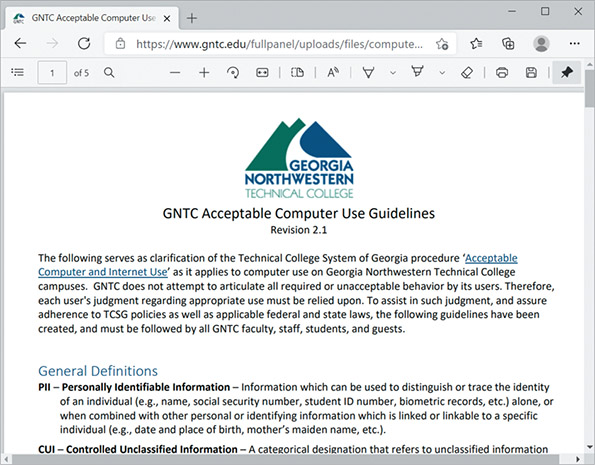 GNTC Acceptable Computer Use
https://www.gntc.edu/fullpanel/uploads/files/compute...
1 of 5
GEORGIA
NORTHWESTERN
TECHNICAL COLLEGE
GNTC Acceptable Computer Use Guidelines
Revision 2.1
The following serves as clarification of the Technical College System of Georgia procedure ‘Acceptable
Computer and Internet Use’ as it applies to computer use on Georgia Northwestern Technical College
campuses.  GNTC does not attempt to articulate all required or unacceptable behavior by its users. Therefore,
each user's judgment regarding appropriate use must be relied upon. To assist in such judgment, and assure
adherence to TCSG policies as well as applicable federal and state laws, the following guidelines have been
created, and must be followed by all GNTC faculty, staff, students, and guests.
General Definitions
PII – Personally Identifiable Information – Information which can be used to distinguish or trace the identity
of an individual (e.g., name, social security number, student ID number, biometric records, etc.) alone, or
when combined with other personal or identifying information which is linked or linkable to a specific
individual (e.g., date and place of birth, mother’s maiden name, etc.).
CUI – Controlled Unclassified Information – A categorical designation that refers to unclassified information